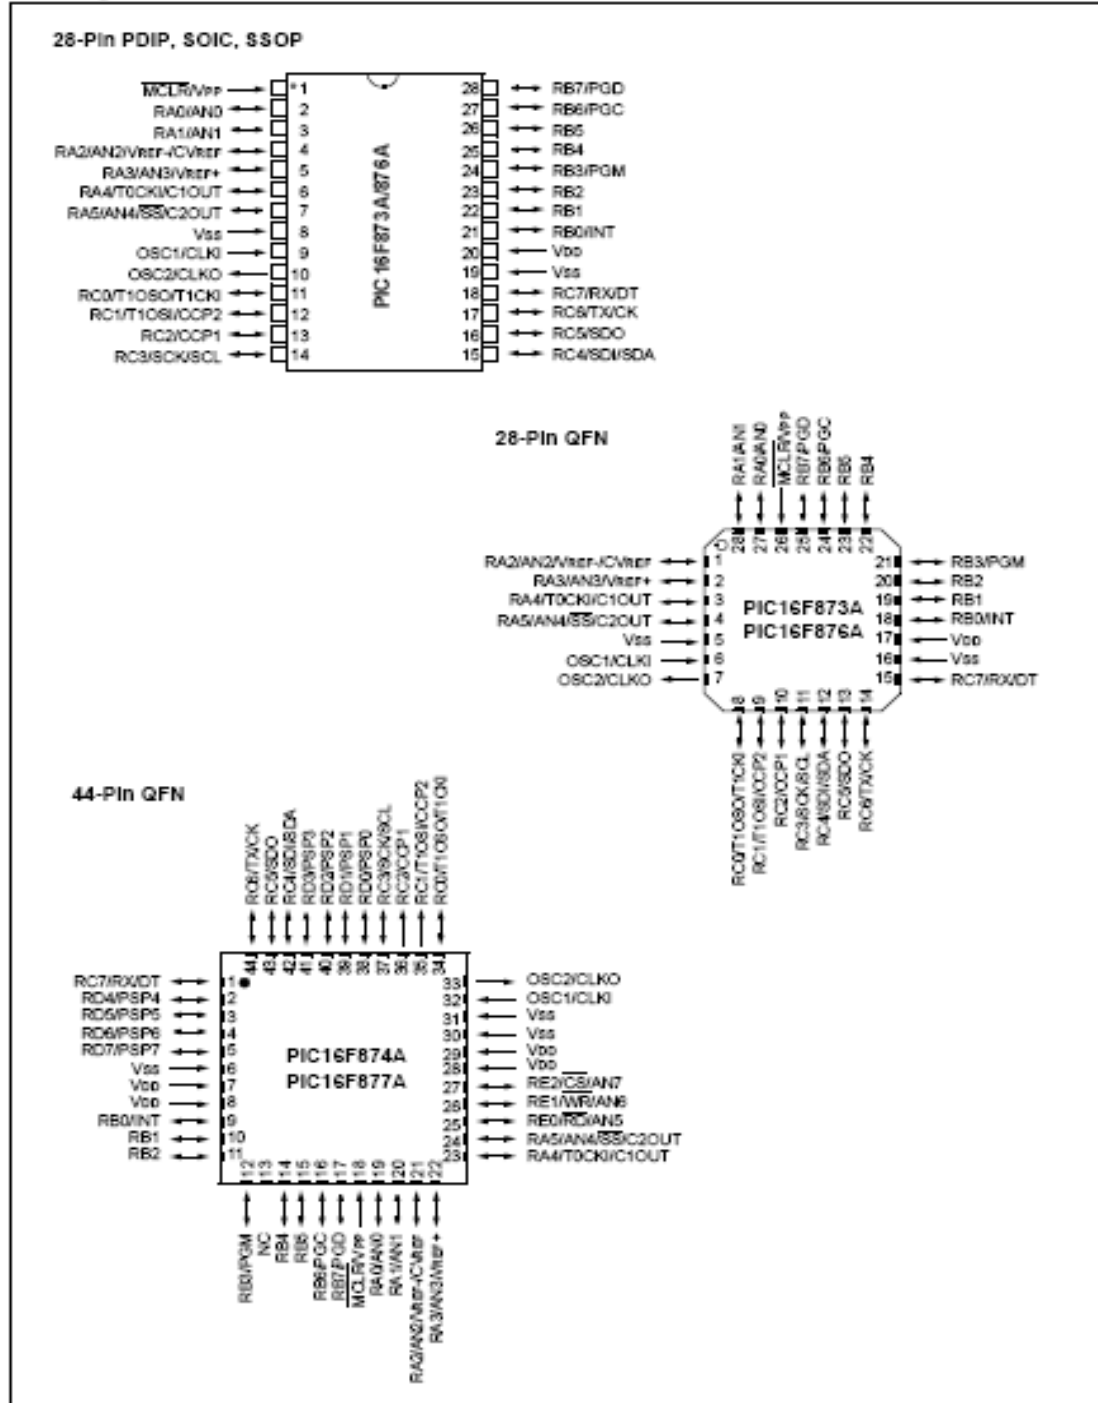 28-Pin PDIP, SOIC, SSOP
MCLR/VPP
RA0/AN0
RA1/AN1
RA2/AN2/VREF-/CVREF
RA3/AN3/VREF+
RA4/T0CKI/C1OUT
RA5/AN4/SS/C2OUT
VSS
OSC1/CLKI
OSC2/CLKO
RC0/T1OSO/T1CKI
RC1/T1OSI/CCP2
RC2/CCP1
RC3/SCK/SCL
1
2
3
4
5
6
7
8
9
10
11
12
13
14
PIC16F873A/876A
28
27
26
25
24
23
22
21
20
19
18
17
16
15
RB7/PGD
RB6/PGC
RB5
RB4
RB3/PGM
RB2
RB1
RB0/INT
VDD
VSS
RC7/RX/DT
RC6/TX/CK
RC5/SDO
RC4/SDI/SDA
28-Pin QFN
RA1/AN1
RA0/AN0
MCLR/VPP
RB7/PGD
RB6/PGC
RB5
RB4
28
27
26
25
24
23
22
RA2/AN2/VREF-/CVREF
RA3/AN3/VREF+
RA4/T0CKI/C1OUT
RA5/AN4/SS/C2OUT
VSS
OSC1/CLKI
OSC2/CLKO
1
2
3
4
5
6
7
PIC16F873A
PIC16F876A
21
20
19
18
17
16
15
RB3/PGM
RB2
RB1
RB0/INT
VDD
VSS
RC7/RX/DT
8
9
10
11
12
13
14
RC0/T1OSO/T1CKI
RC1/T1OSI/CCP2
RC2/CCP1
RC3/SCK/SCL
RC4/SDI/SDA
RC5/SDO
RC6/TX/CK
44-Pin QFN
RC6/TX/CK
RC5/SDO
RC4/SDI/SDA
RD3/PSP3
RD2/PSP2
RD1/PSP1
RD0/PSP0
RC3/SCK/SCL
RC2/CCP1
RC1/T1OSI/CCP2
RC0/T1OSO/T1CKI
44
43
42
41
40
39
38
37
36
35
34
RC7/RX/DT
RD4/PSP4
RD5/PSP5
RD6/PSP6
RD7/PSP7
VSS
VDD
VDD
RB0/INT
RB1
RB2
1
2
3
4
5
6
7
8
9
10
11
PIC16F874A
PIC16F877A
33
32
31
30
29
28
27
26
25
24
23
OSC2/CLKO
OSC1/CLKI
VSS
VSS
VDD
VDD
RE2/CS/AN7
RE1/WR/AN6
RE0/RD/AN5
RA5/AN4/SS/C2OUT
RA4/T0CKI/C1OUT
12
13
14
15
16
17
18
19
20
21
22
RB3/PGM
NC
RB4
RB5
RB6/PGC
RB7/PGD
MCLR/VPP
RA0/AN0
RA1/AN1
RA2/AN2/VREF-/CVREF
RA3/AN3/VREF+